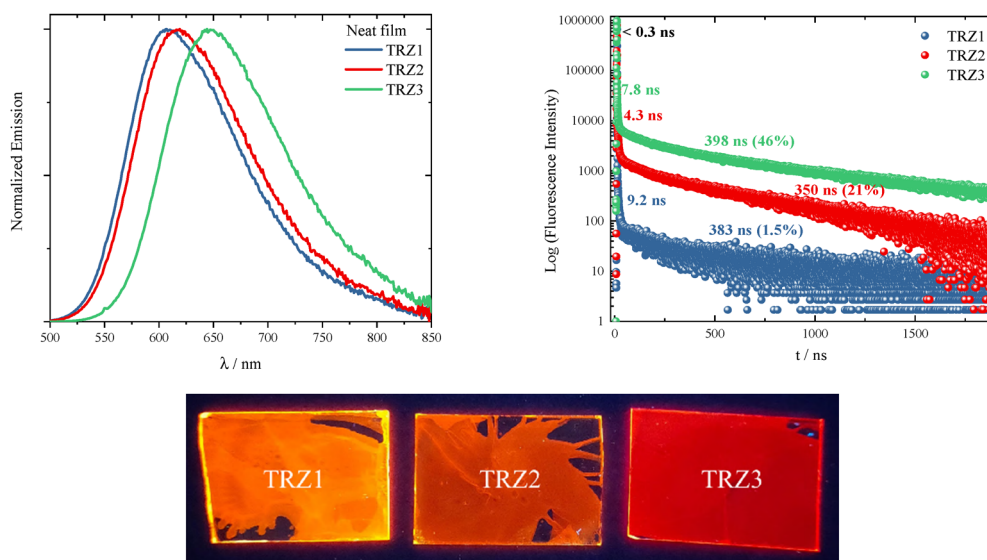 Neat film
TRZ1
TRZ2
TRZ3
Normalized Emission
500
550
600
650
700
750
800
850
λ / nm
1000000
100000
10000
1000
100
10
1
Log (Fluorescence Intensity)
< 0.3 ns
TRZ1
TRZ2
TRZ3
7.8 ns
4.3 ns
398 ns (46%)
350 ns (21%)
9.2 ns
383 ns (1.5%)
0
500
1000
1500
t / ns
TRZ1
TRZ2
TRZ3